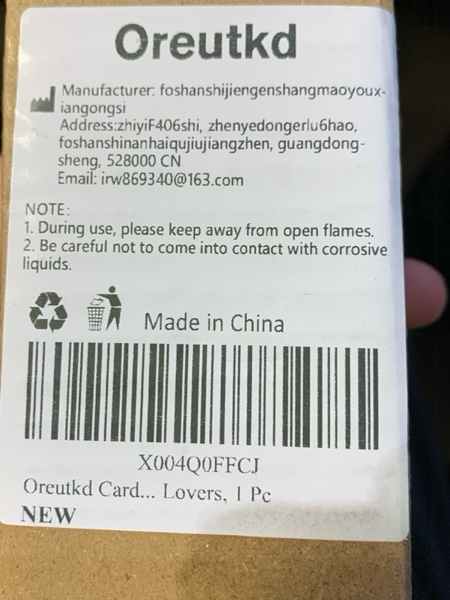 Oreutkd
Manufacturer: foshanshijiengenshangmaoyoux-
iangongsi
Address:zhiyiF406shi, zhenyedongerlu6hao,
foshanshinanhaiqujiujiangzhen, guangdong-
sheng, 528000 CN
Email: irw869340@163.com
NOTE:
1. During use, please keep away from open flames.
2. Be careful not to come into contact with corrosive
liquids.
Made in China
X004Q0FFCJ
Oreutkd Card... Lovers, 1 Pc
NEW